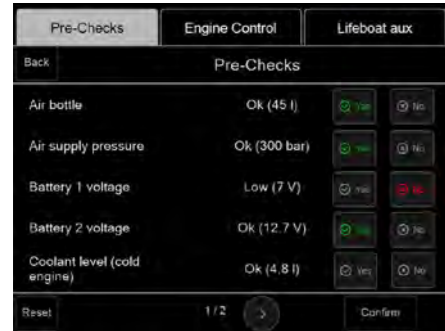 Pre-Checks Engine Control Lifeboat aux
Back Pre-Checks
Air bottle Ok (45 l) Yes No
Air supply pressure Ok (300 bar) Yes No
Battery 1 voltage Low (7 V) Yes No
Battery 2 voltage Ok (12.7 V) Yes No
Coolant level (cold
engine) Ok (4.8 l) Yes No
Reset 1/2 > Confirm